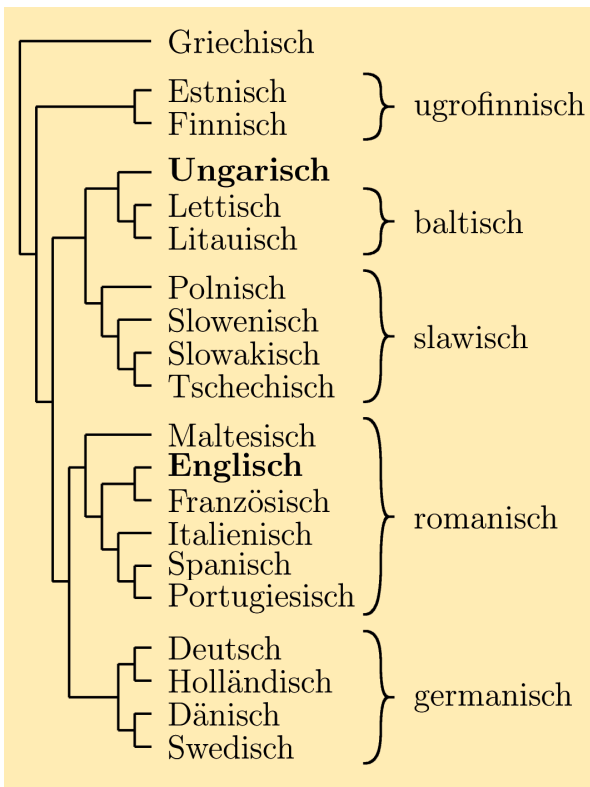 Griechisch
Estnisch
Finnisch
ugrofinnisch
Ungarisch
Lettisch
Litauisch
baltisch
Polnisch
Slowenisch
Slowakisch
Tschechisch
slawisch
Maltesisch
Englisch
Französisch
Italienisch
Spanisch
Portugiesisch
romanisch
Deutsch
Holländisch
Dänisch
Swedisch
germanisch